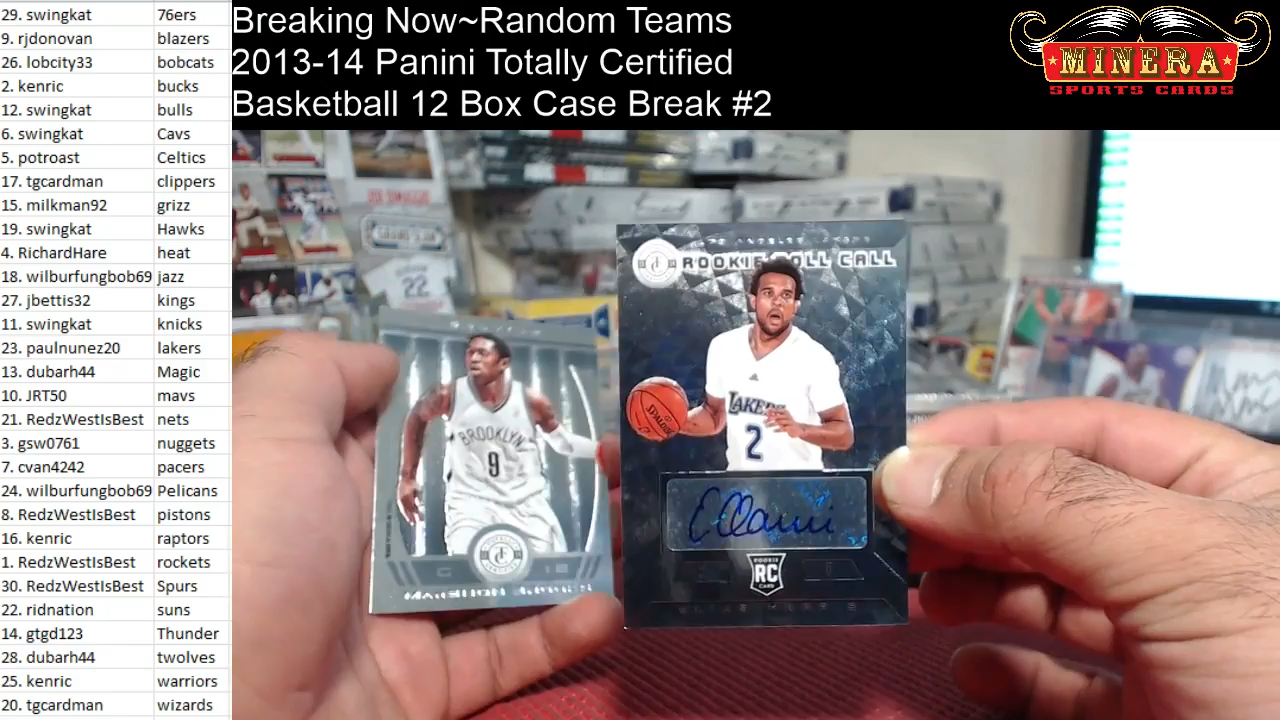 29. swingkat 76ers
9. rjdonovan blazers
26. lobcity33 bobcats
2. kenric bucks
12. swingkat bulls
6. swingkat Cavs
5. potroast Celtics
17. tgcardman clippers
15. milkman92 grizz
19. swingkat Hawks
4. RichardHare heat
18. wilburfungbob69 jazz
27. jbettis32 kings
11. swingkat knicks
23. paulnunez20 lakers
13. dubarh44 Magic
10. JRT50 mavs
21. RedzWestIsBest nets
3. gsw0761 nuggets
7. cvan4242 pacers
24. wilburfungbob69 Pelicans
8. RedzWestIsBest pistons
16. kenric raptors
1. RedzWestIsBest rockets
30. RedzWestIsBest Spurs
22. ridnation suns
14. gtgd123 Thunder
28. dubarh44 twolves
25. kenric warriors
20. tgcardman wizards
Breaking Now~Random Teams
2013-14 Panini Totally Certified
Basketball 12 Box Case Break #2
MINERA
SPORTS CARDS
22
BROOKLYN
9
ROOKIE ROLL CALL
SPALDING
LAKERS
2
ROOKIE
RC
CARD